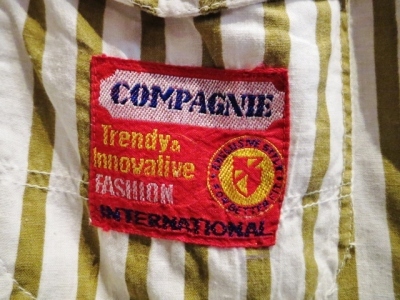 COMPAGNIE
Trendy &
Innovative
FASHION
INTERNATIONAL